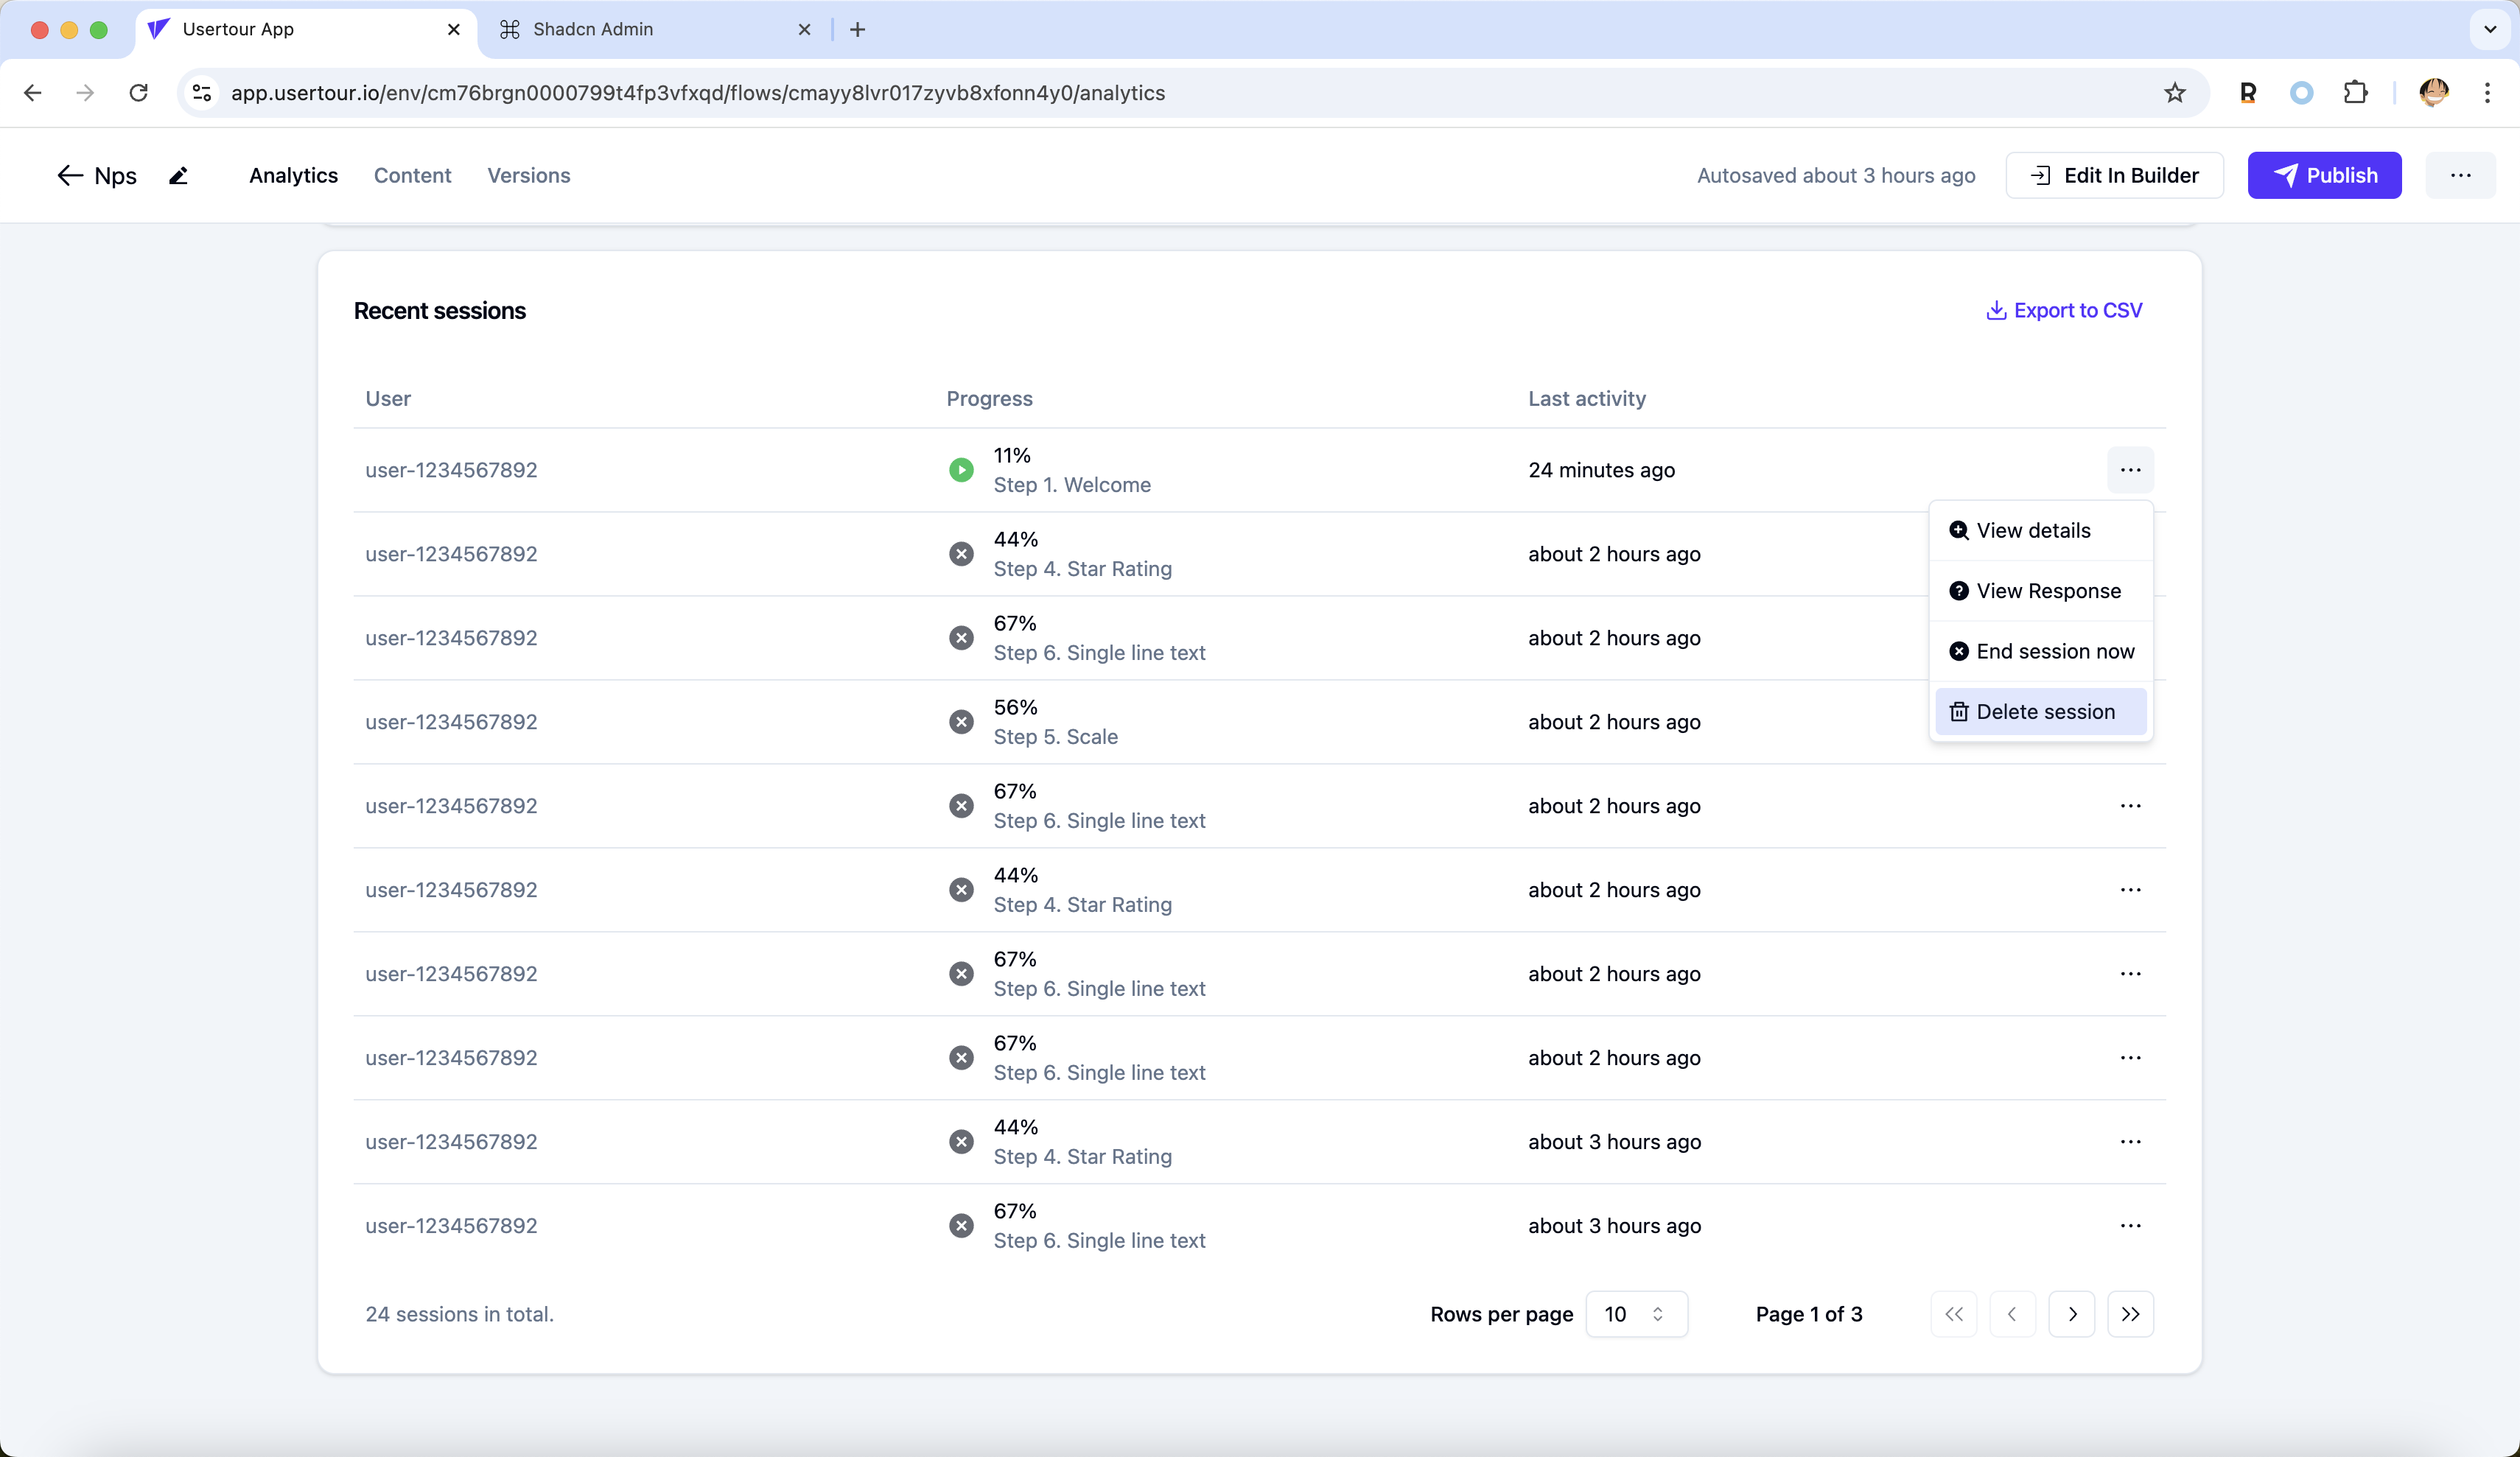 Usertour App
Shadcn Admin
app.usertour.io/env/cm76brgn0000799t4fp3vfxqd/flows/cmayy8lvr017zyvb8xfonn4y0/analytics
Nps
Analytics
Content
Versions
Autosaved about 3 hours ago
Edit In Builder
Publish
Recent sessions
Export to CSV
User
Progress
Last activity
user-1234567892
11%
Step 1. Welcome
24 minutes ago
user-1234567892
44%
Step 4. Star Rating
about 2 hours ago
View details
View Response
End session now
Delete session
user-1234567892
67%
Step 6. Single line text
about 2 hours ago
user-1234567892
56%
Step 5. Scale
about 2 hours ago
user-1234567892
67%
Step 6. Single line text
about 2 hours ago
user-1234567892
44%
Step 4. Star Rating
about 2 hours ago
user-1234567892
67%
Step 6. Single line text
about 2 hours ago
user-1234567892
67%
Step 6. Single line text
about 2 hours ago
user-1234567892
44%
Step 4. Star Rating
about 3 hours ago
user-1234567892
67%
Step 6. Single line text
about 3 hours ago
24 sessions in total.
Rows per page
10
Page 1 of 3